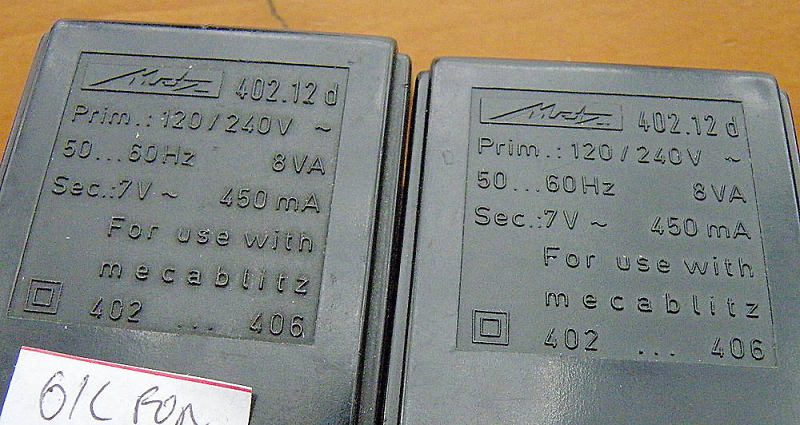 Metz 402.12 d
Prim.: 120/240V ~
50...60Hz 8VA
Sec.:7V ~ 450 mA
For use with
mecablitz
402 ... 406
O/C FOR
Metz 402.12 d
Prim.: 120/240V ~
50...60Hz 8VA
Sec.:7V ~ 450 mA
For use with
mecablitz
402 ... 406